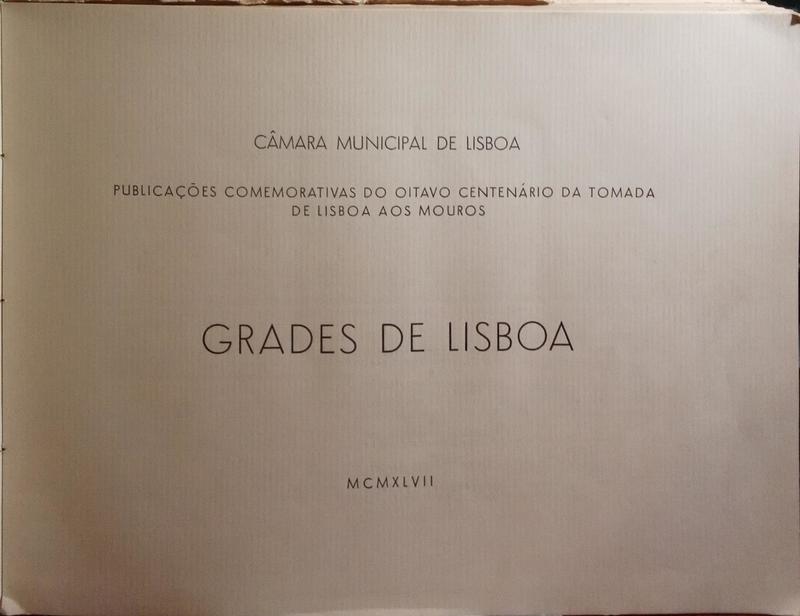 CÂMARA MUNICIPAL DE LISBOA
PUBLICAÇÕES COMEMORATIVAS DO OITAVO CENTENÁRIO DA TOMADA
DE LISBOA AOS MOUROS
GRADES DE LISBOA
MCMXLVII